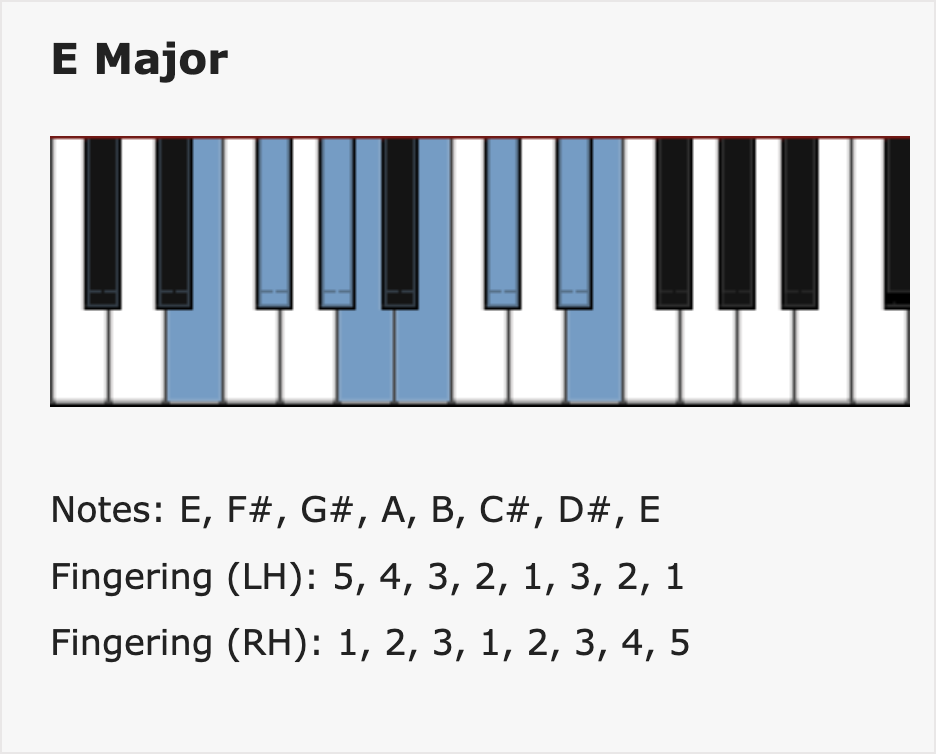 E Major
Notes: E, F#, G#, A, B, C#, D#, E
Fingering (LH): 5, 4, 3, 2, 1, 3, 2, 1
Fingering (RH): 1, 2, 3, 1, 2, 3, 4, 5